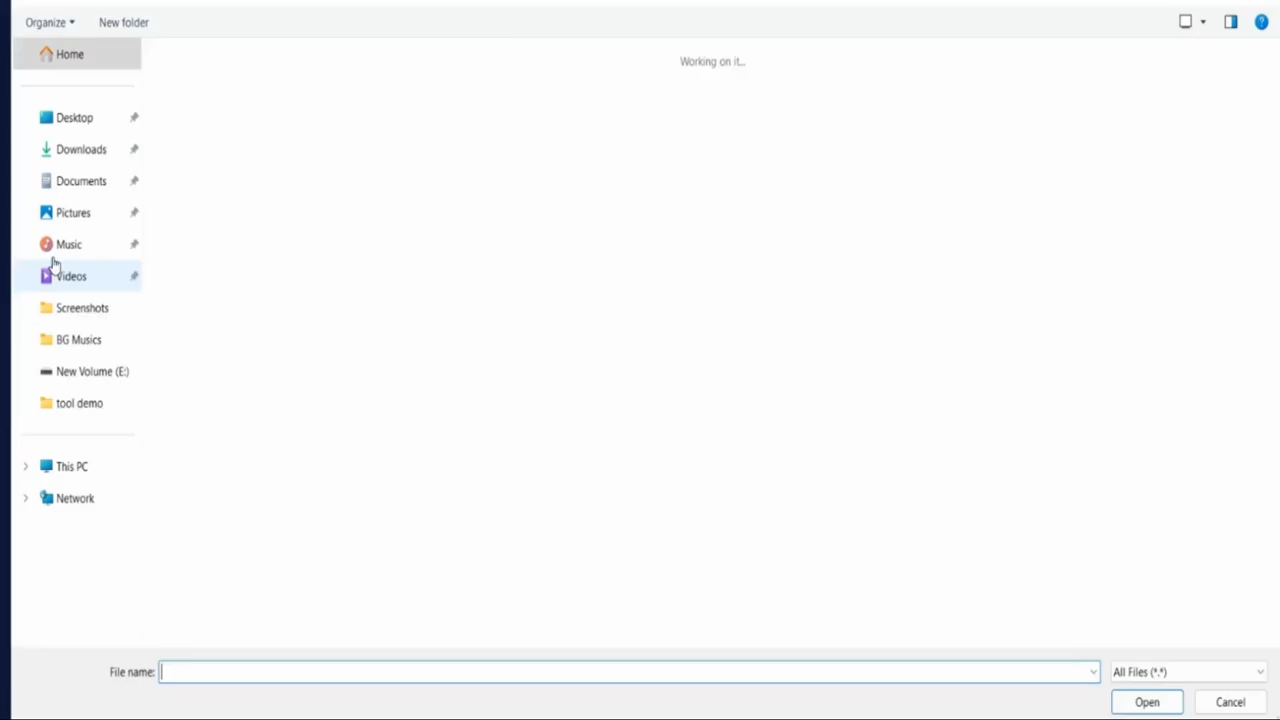 Organize New folder
Home
Working on it...
Desktop
Downloads
Documents
Pictures
Music
Videos
Screenshots
BG Musics
New Volume (E:)
tool demo
This PC
Network
File name: All Files (*.*)
Open Cancel